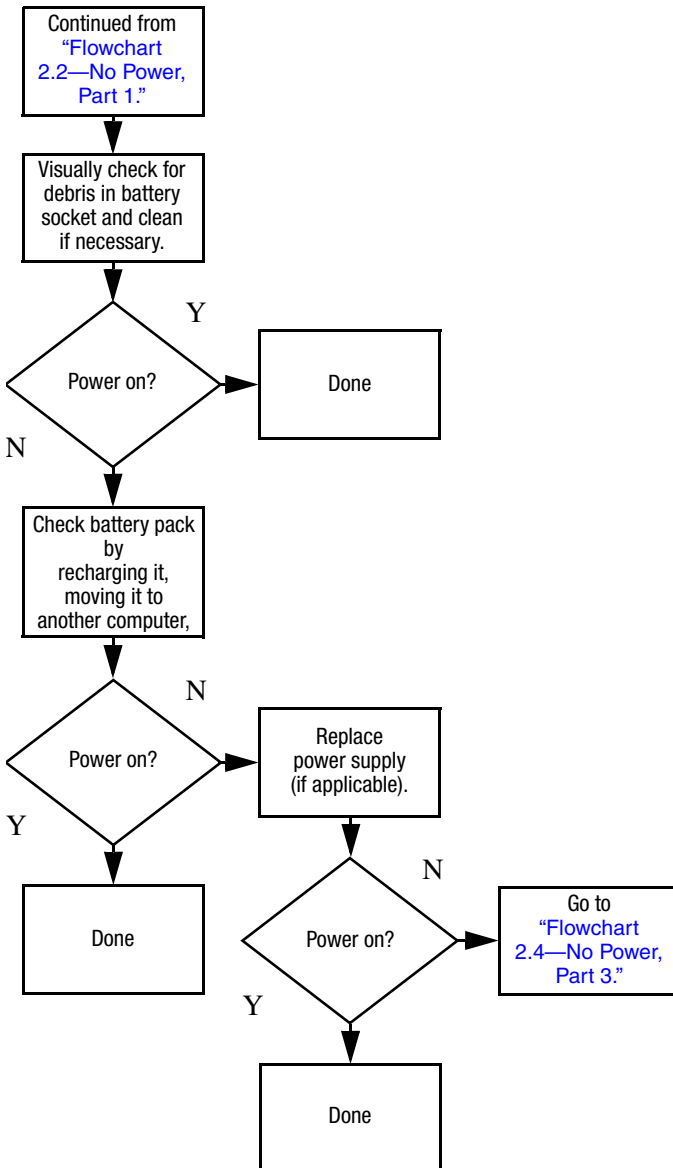 Continued from
“Flowchart
2.2—No Power,
Part 1.”
Visually check for
debris in battery
socket and clean
if necessary.
Y
Power on?
Done
N
Check battery pack
by
recharging it,
moving it to
another computer,
N
Power on?
Replace
power supply
(if applicable).
Y
Done
N
Power on?
Go to
“Flowchart
2.4—No Power,
Part 3.”
Y
Done